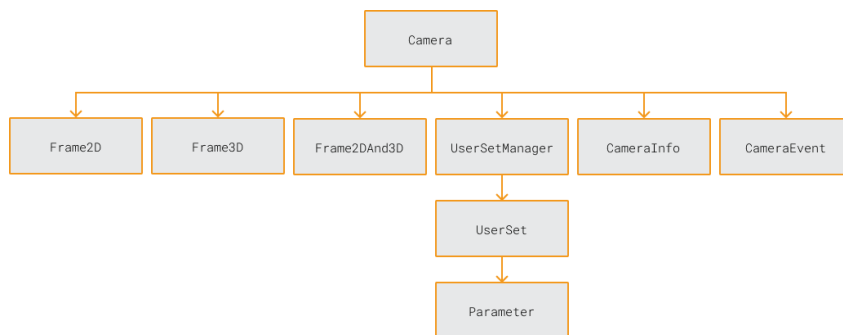 Camera
Frame2D
Frame3D
Frame2DAnd3D
UserSetManager
CameraInfo
CameraEvent
UserSet
Parameter